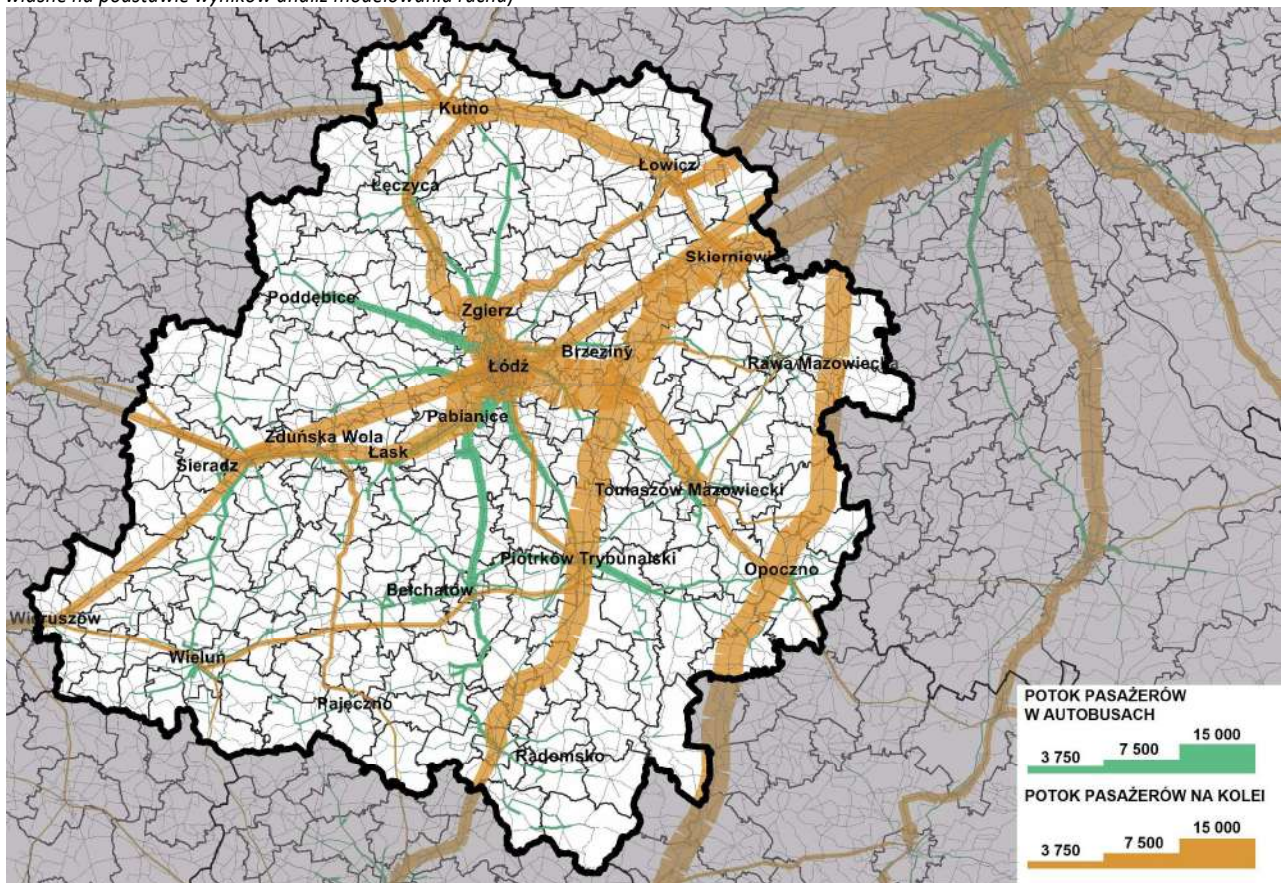 własne na podstawie wyników analiz modelowania ruchu)
Kutno
Łowicz
Łęczyca
Skierniewice
Poddębice
Zgierz
Brzeziny
Łódź
Rawa Mazowiecka
Pabianice
Zduńska Wola
Łask
Sieradz
Tomaszów Mazowiecki
Piotrków Trybunalski
Opoczno
Bełchatów
Wieruszów
Wieluń
Pajęczno
Radomsko
POTOK PASAŻERÓW
W AUTOBUSACH
3 750 7 500 15 000
POTOK PASAŻERÓW NA KOLEI
3 750 7 500 15 000